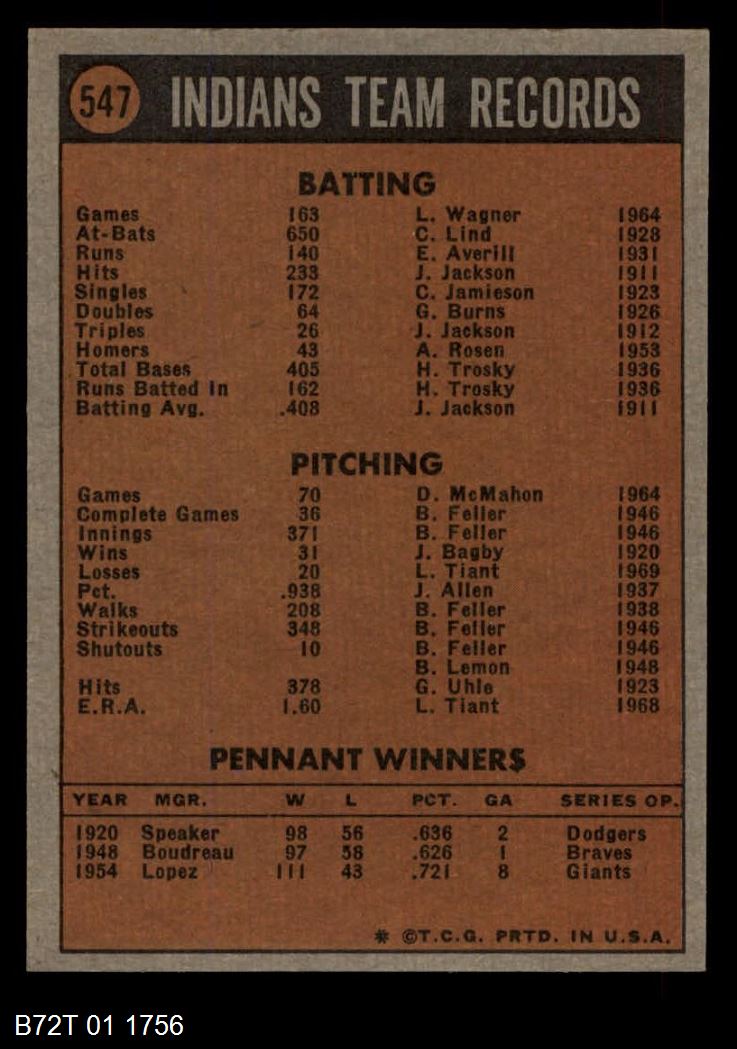 547 INDIANS TEAM RECORDS
BATTING
Games 163 L. Wagner 1964
At-Bats 650 C. Lind 1928
Runs 140 E. Averill 1931
Hits 233 J. Jackson 1911
Singles 172 C. Jamieson 1923
Doubles 64 G. Burns 1926
Triples 26 J. Jackson 1912
Homers 43 A. Rosen 1953
Total Bases 405 H. Trosky 1936
Runs Batted In 162 H. Trosky 1936
Batting Avg. .408 J. Jackson 1911
PITCHING
Games 70 D. McMahon 1964
Complete Games 36 B. Feller 1946
Innings 371 B. Feller 1946
Wins 31 J. Bagby 1920
Losses 20 L. Tiant 1969
Pct. .938 J. Allen 1937
Walks 208 B. Feller 1938
Strikeouts 348 B. Feller 1946
Shutouts 10 B. Feller 1946
B. Lemon 1948
Hits 378 G. Uhle 1923
E.R.A. 1.60 L. Tiant 1968
PENNANT WINNERS
YEAR MGR. W L PCT. GA SERIES OP.
1920 Speaker 98 56 .636 2 Dodgers
1948 Boudreau 97 58 .626 1 Braves
1954 Lopez 111 43 .721 8 Giants
* ©T.C.G. PRTD. IN U.S.A.
B72T 01 1756